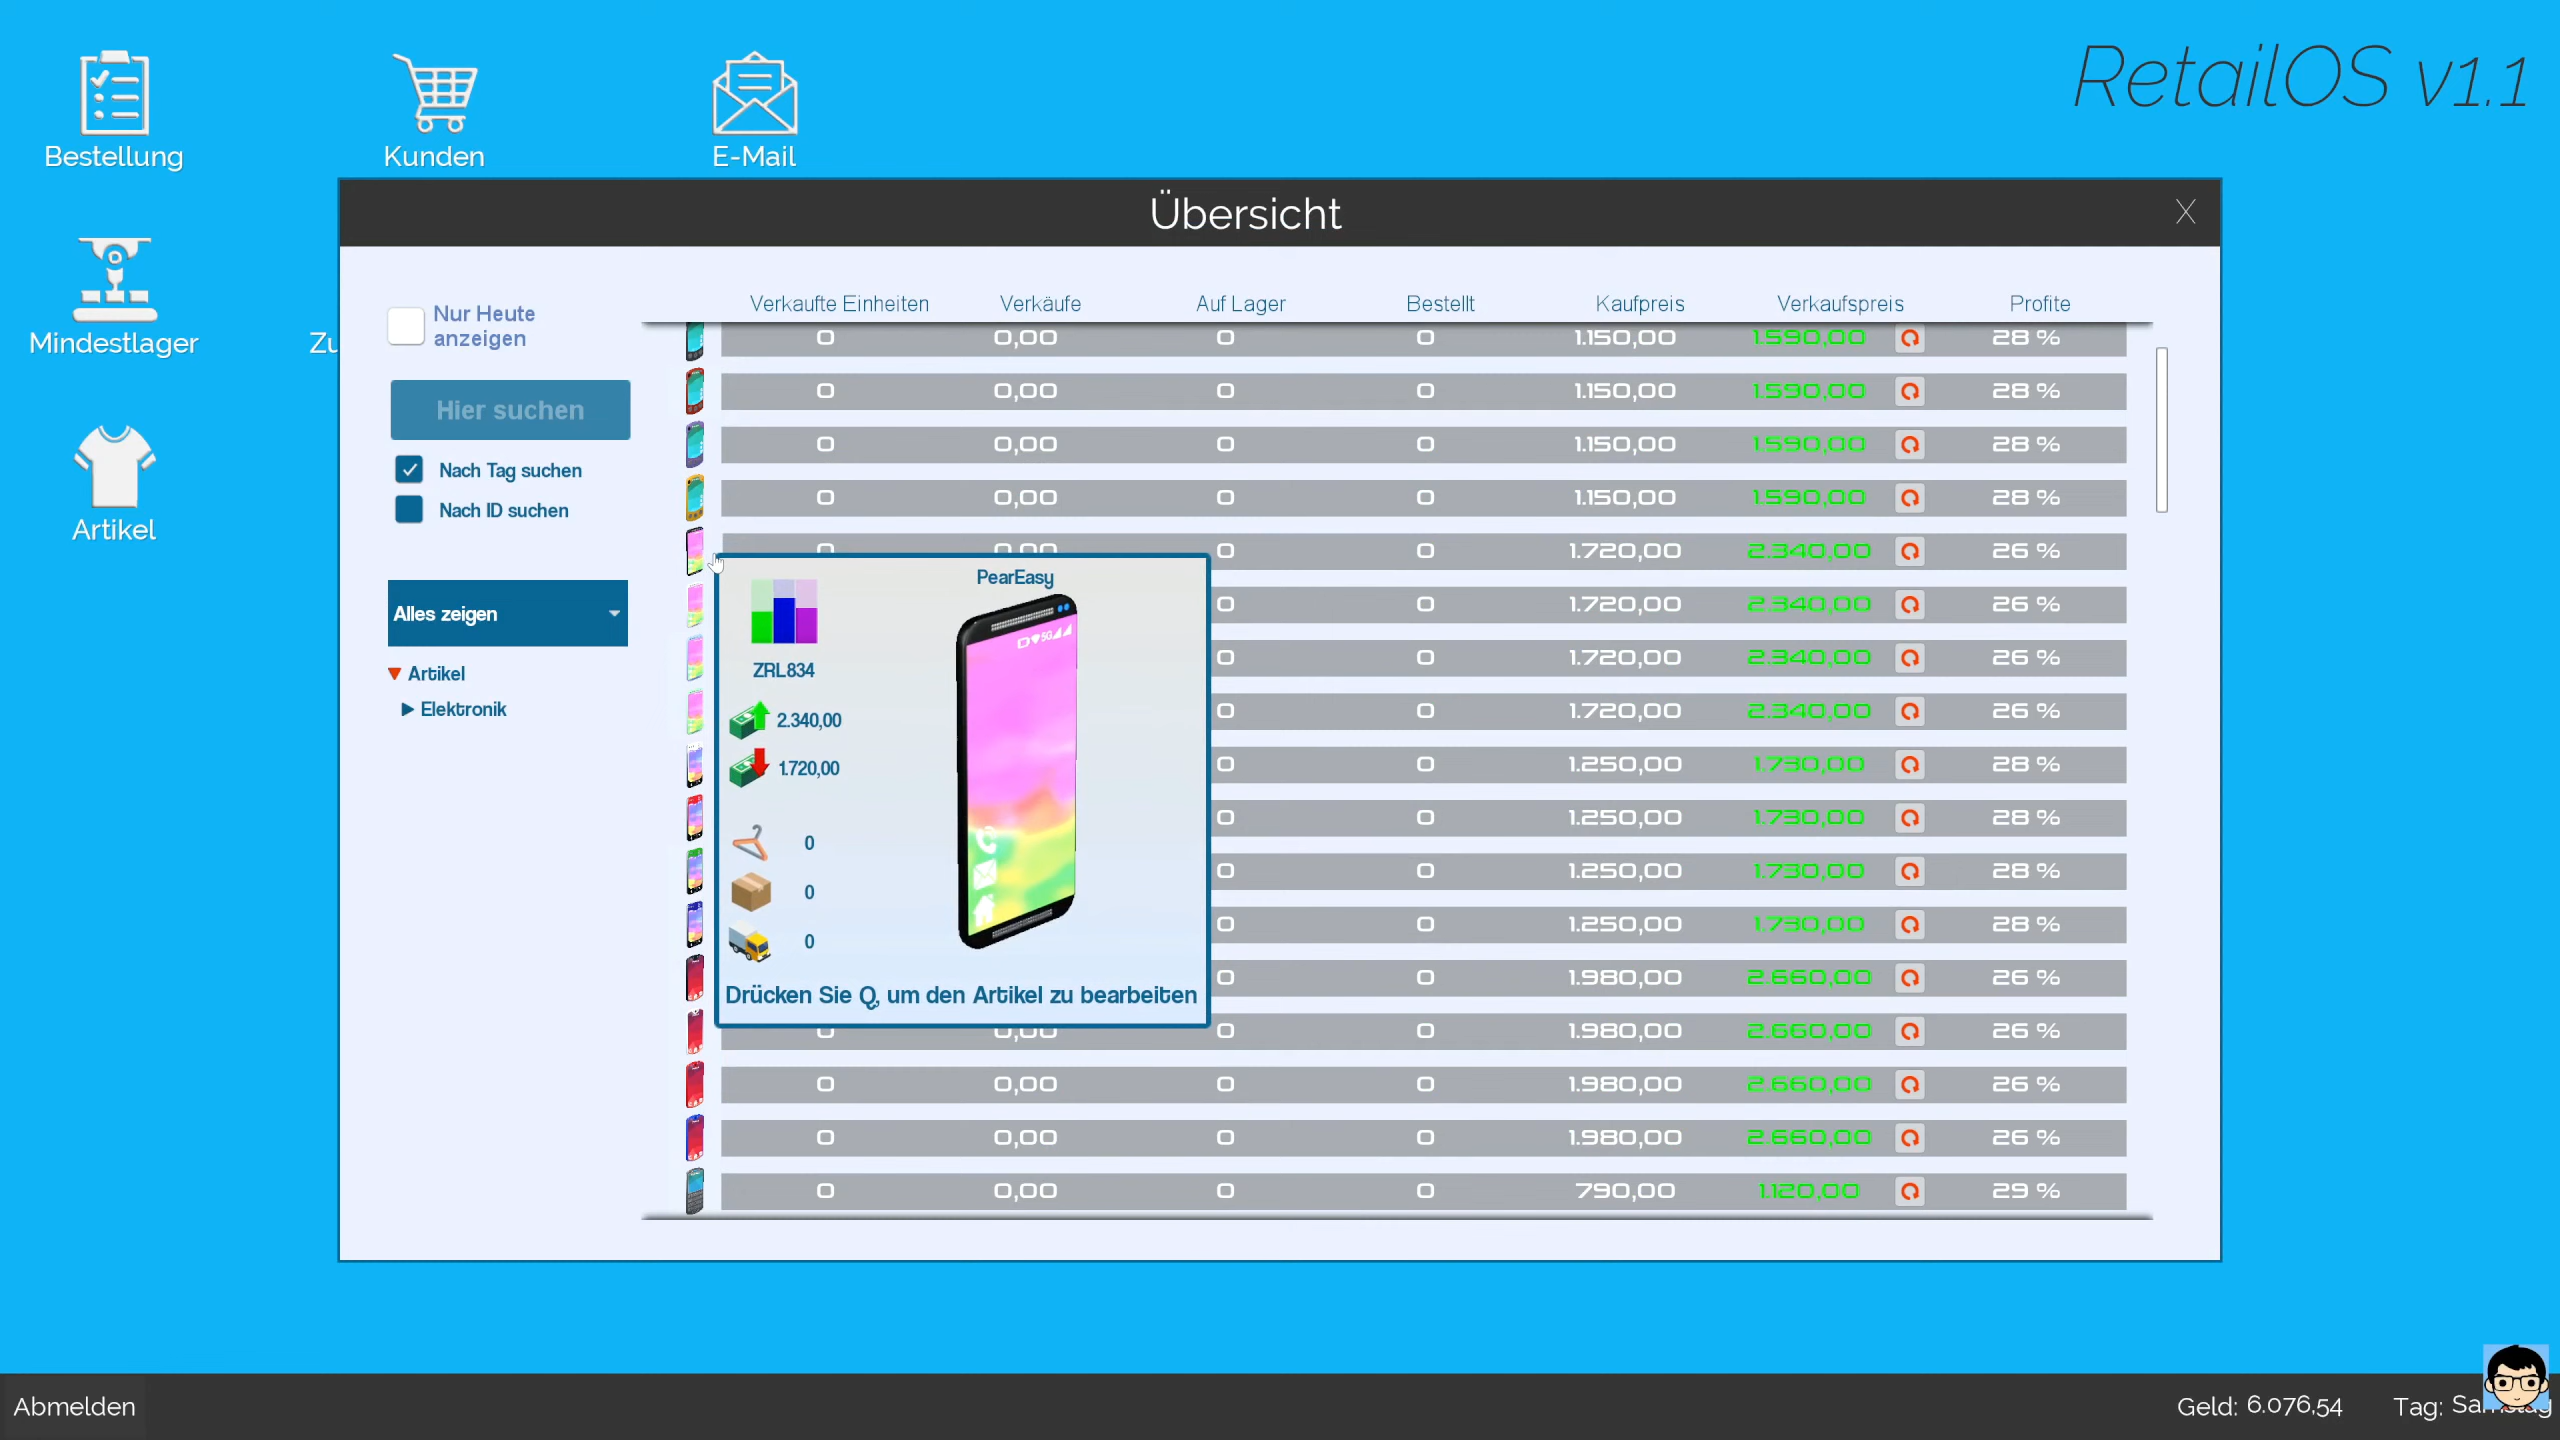 RetailOS v1.1
Bestellung
Kunden
E-Mail
Übersicht
X
Mindestlager
Zu
Artikel
Nur Heute
anzeigen
Hier suchen
Nach Tag suchen
Nach ID suchen
Alles zeigen
Artikel
Elektronik
Verkaufte Einheiten Verkäufe Auf Lager Bestellt Kaufpreis Verkaufspreis Profite
0 0,00 0 0 1.150,00 1.590,00 28 %
0 0,00 0 0 1.150,00 1.590,00 28 %
0 0,00 0 0 1.150,00 1.590,00 28 %
0 0,00 0 0 1.150,00 1.590,00 28 %
0 0,00 0 0 1.720,00 2.340,00 26 %
0 0 1.720,00 2.340,00 26 %
0 0 1.720,00 2.340,00 26 %
0 0 1.720,00 2.340,00 26 %
0 0 1.250,00 1.730,00 28 %
0 0 1.250,00 1.730,00 28 %
0 0 1.250,00 1.730,00 28 %
0 0 1.250,00 1.730,00 28 %
0 0 1.980,00 2.660,00 26 %
0 0,00 0 0 1.980,00 2.660,00 26 %
0 0,00 0 0 1.980,00 2.660,00 26 %
0 0,00 0 0 1.980,00 2.660,00 26 %
0 0,00 0 0 790,00 1.120,00 29 %
PearEasy
5G
ZRL834
2.340,00
1.720,00
0
0
0
Drücken Sie Q, um den Artikel zu bearbeiten
Abmelden
Geld: 6.076,54
Tag: